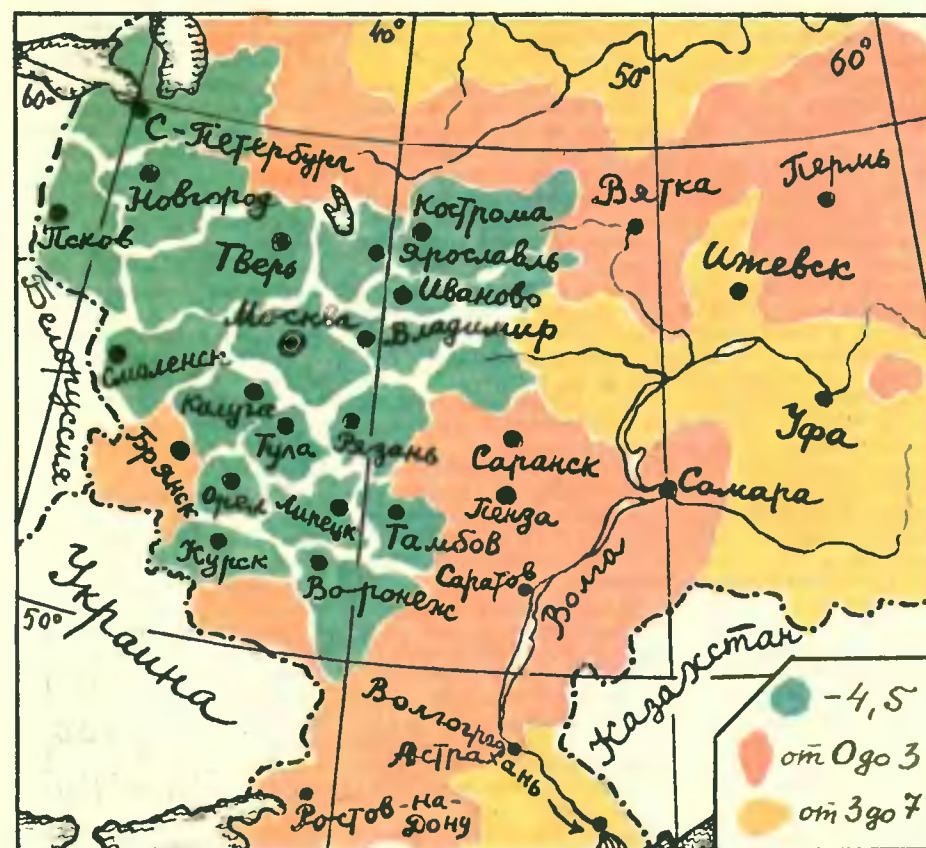 40°
50°
60°
60°
С-Петербург
Новгород
Псков
Тверь
Кострома
Ярославль
Иваново
Вятка
Пермь
Ижевск
Москва
Владимир
Белоруссия
Смоленск
Калуга
Тула
Рязань
Брянск
Орел
Липецк
Тамбов
Саранск
Пенза
Самара
Уфа
Курск
Воронеж
Саратов
Волга
Украина
50°
Казахстан
Волгоград
Астрахань
Ростов-на-
Дону
-4,5
от 0 до 3
от 3 до 7